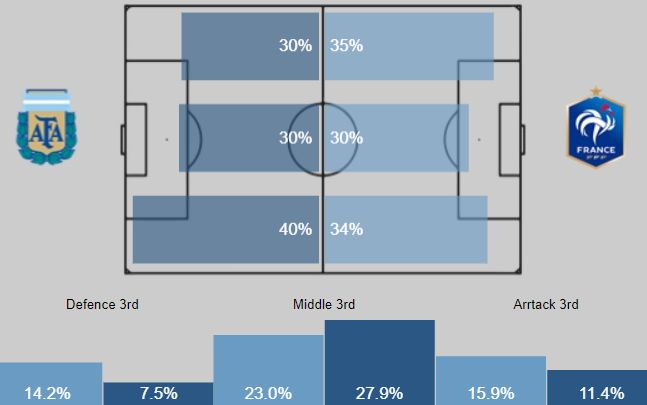 30% 35%
AFA
30% 30%
FRANCE
FFF
40% 34%
Defence 3rd Middle 3rd Arrtack 3rd
14.2% 7.5% 23.0% 27.9% 15.9% 11.4%